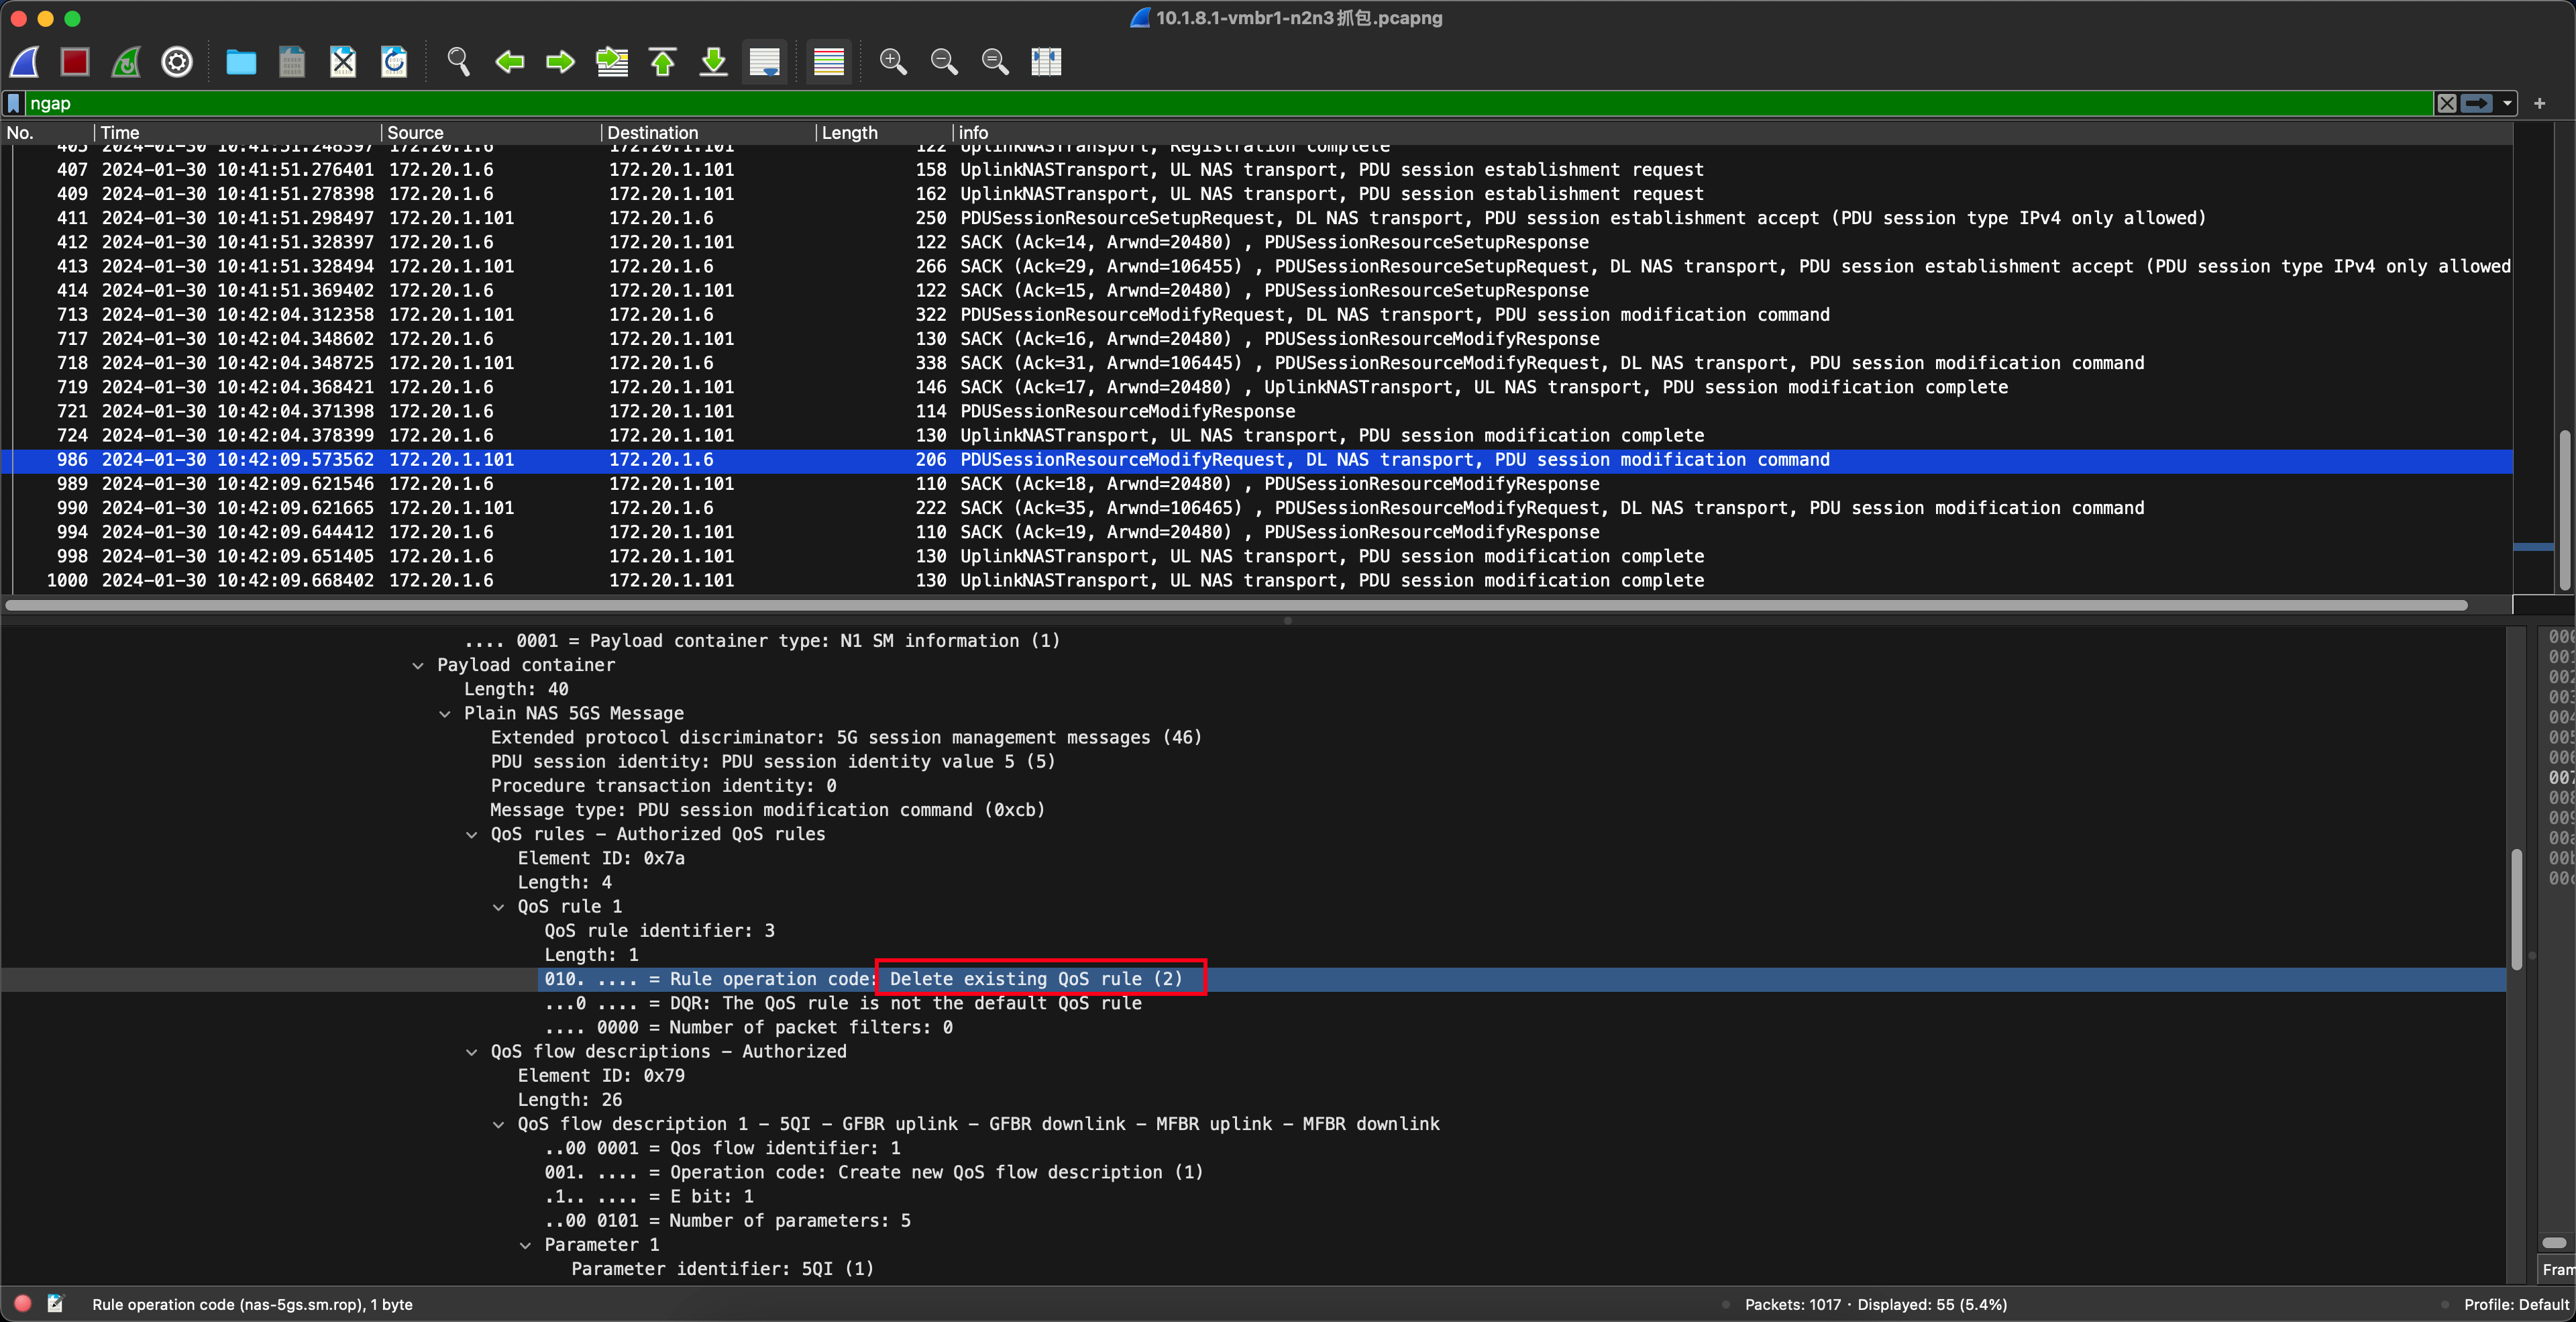 10.1.8.1-vmbr1-n2n3抓包.pcapng
ngap
No. Time Source Destination Length info
405 2024-01-30 10:41:51.248397 172.20.1.6 172.20.1.101 122 UplinkNASTransport, Registration complete
407 2024-01-30 10:41:51.276401 172.20.1.6 172.20.1.101 158 UplinkNASTransport, UL NAS transport, PDU session establishment request
409 2024-01-30 10:41:51.278398 172.20.1.6 172.20.1.101 162 UplinkNASTransport, UL NAS transport, PDU session establishment request
411 2024-01-30 10:41:51.298497 172.20.1.101 172.20.1.6 250 PDUSessionResourceSetupRequest, DL NAS transport, PDU session establishment accept (PDU session type IPv4 only allowed)
412 2024-01-30 10:41:51.328397 172.20.1.6 172.20.1.101 122 SACK (Ack=14, Arwnd=20480) , PDUSessionResourceSetupResponse
413 2024-01-30 10:41:51.328494 172.20.1.101 172.20.1.6 266 SACK (Ack=29, Arwnd=106455) , PDUSessionResourceSetupRequest, DL NAS transport, PDU session establishment accept (PDU session type IPv4 only allowed
414 2024-01-30 10:41:51.369402 172.20.1.6 172.20.1.101 122 SACK (Ack=15, Arwnd=20480) , PDUSessionResourceSetupResponse
713 2024-01-30 10:42:04.312358 172.20.1.101 172.20.1.6 322 PDUSessionResourceModifyRequest, DL NAS transport, PDU session modification command
717 2024-01-30 10:42:04.348602 172.20.1.6 172.20.1.101 130 SACK (Ack=16, Arwnd=20480) , PDUSessionResourceModifyResponse
718 2024-01-30 10:42:04.348725 172.20.1.101 172.20.1.6 338 SACK (Ack=31, Arwnd=106445) , PDUSessionResourceModifyRequest, DL NAS transport, PDU session modification command
719 2024-01-30 10:42:04.368421 172.20.1.6 172.20.1.101 146 SACK (Ack=17, Arwnd=20480) , UplinkNASTransport, UL NAS transport, PDU session modification complete
721 2024-01-30 10:42:04.371398 172.20.1.6 172.20.1.101 114 PDUSessionResourceModifyResponse
724 2024-01-30 10:42:04.378399 172.20.1.6 172.20.1.101 130 UplinkNASTransport, UL NAS transport, PDU session modification complete
986 2024-01-30 10:42:09.573562 172.20.1.101 172.20.1.6 206 PDUSessionResourceModifyRequest, DL NAS transport, PDU session modification command
989 2024-01-30 10:42:09.621546 172.20.1.6 172.20.1.101 110 SACK (Ack=18, Arwnd=20480) , PDUSessionResourceModifyResponse
990 2024-01-30 10:42:09.621665 172.20.1.101 172.20.1.6 222 SACK (Ack=35, Arwnd=106465) , PDUSessionResourceModifyRequest, DL NAS transport, PDU session modification command
994 2024-01-30 10:42:09.644412 172.20.1.6 172.20.1.101 110 SACK (Ack=19, Arwnd=20480) , PDUSessionResourceModifyResponse
998 2024-01-30 10:42:09.651405 172.20.1.6 172.20.1.101 130 UplinkNASTransport, UL NAS transport, PDU session modification complete
1000 2024-01-30 10:42:09.668402 172.20.1.6 172.20.1.101 130 UplinkNASTransport, UL NAS transport, PDU session modification complete
.... 0001 = Payload container type: N1 SM information (1)
Payload container
Length: 40
Plain NAS 5GS Message
Extended protocol discriminator: 5G session management messages (46)
PDU session identity: PDU session identity value 5 (5)
Procedure transaction identity: 0
Message type: PDU session modification command (0xcb)
QoS rules – Authorized QoS rules
Element ID: 0x7a
Length: 4
QoS rule 1
QoS rule identifier: 3
Length: 1
010. .... = Rule operation code: Delete existing QoS rule (2)
...0 .... = DQR: The QoS rule is not the default QoS rule
.... 0000 = Number of packet filters: 0
QoS flow descriptions – Authorized
Element ID: 0x79
Length: 26
QoS flow description 1 – 5QI – GFBR uplink – GFBR downlink – MFBR uplink – MFBR downlink
..00 0001 = Qos flow identifier: 1
001. .... = Operation code: Create new QoS flow description (1)
.1.. .... = E bit: 1
..00 0101 = Number of parameters: 5
Parameter 1
Parameter identifier: 5QI (1)
Fram
Rule operation code (nas-5gs.sm.rop), 1 byte
Packets: 1017 · Displayed: 55 (5.4%)
Profile: Default